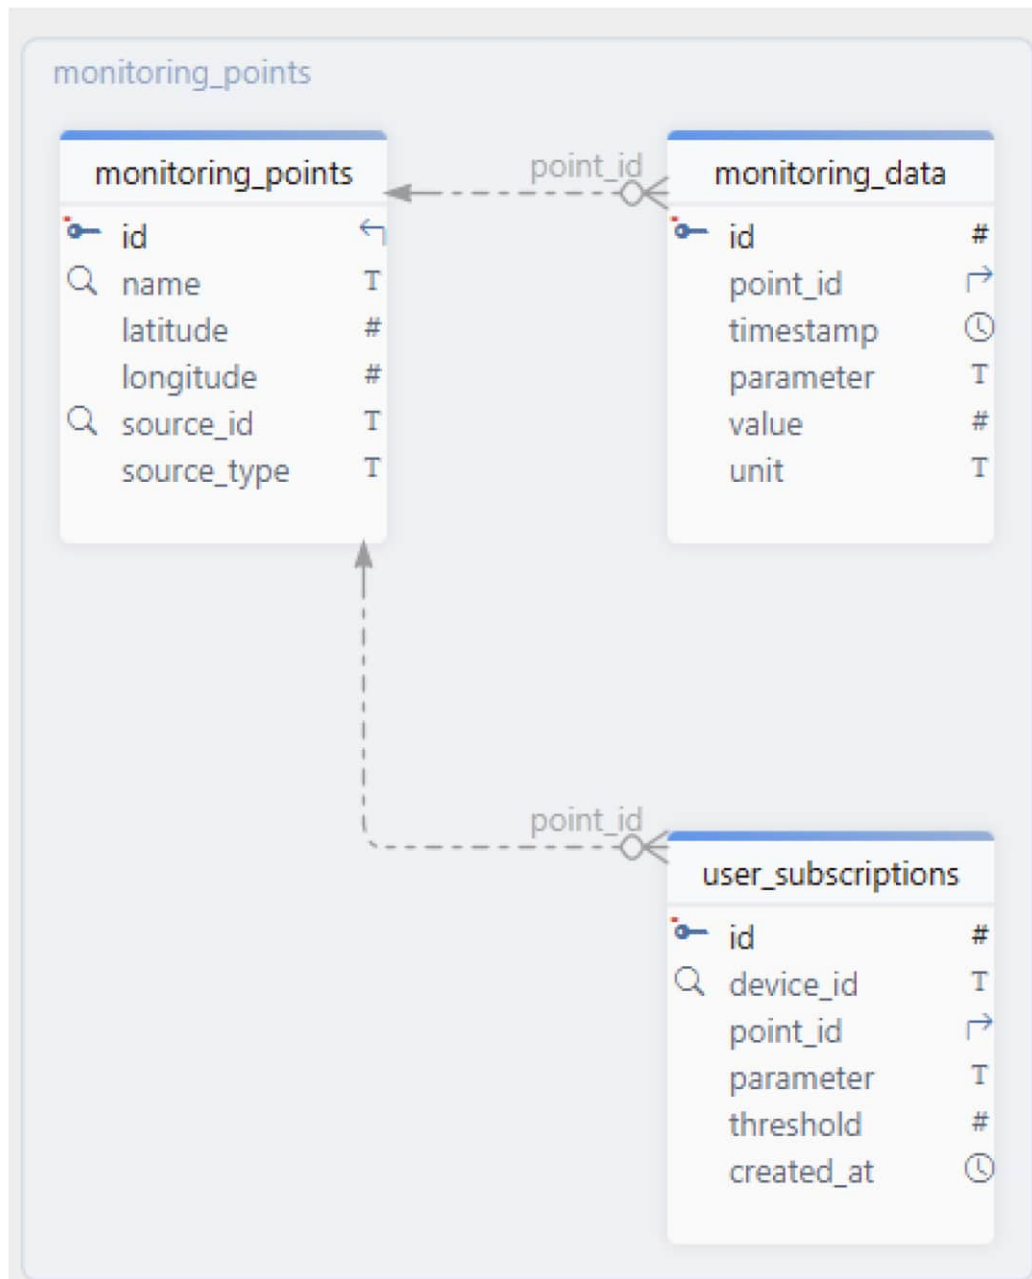 monitoring_points
monitoring_points
id
name T
latitude #
longitude #
source_id T
source_type T
point_id
monitoring_data
id #
point_id
timestamp
parameter T
value #
unit T
point_id
user_subscriptions
id #
device_id T
point_id
parameter T
threshold #
created_at